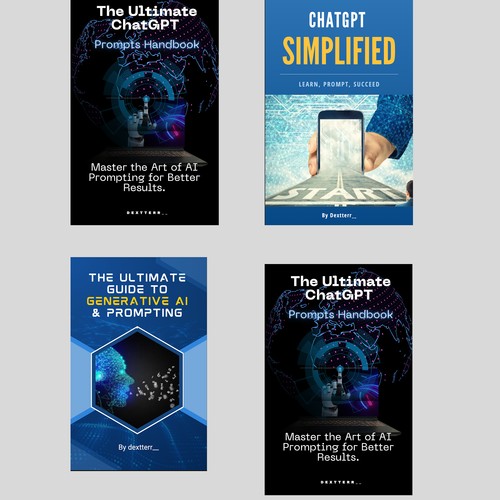 The Ultimate
ChatGPT
Prompts Handbook
Master the Art of AI
Prompting for Better
Results.
DEXTTERR__
CHATGPT
SIMPLIFIED
LEARN, PROMPT, SUCCEED
START
By Dextterr__
THE ULTIMATE
GUIDE TO
GENERATIVE AI
& PROMPTING
By dextterr__
The Ultimate
ChatGPT
Prompts Handbook
Master the Art of AI
Prompting for Better
Results.
DEXTTERR__